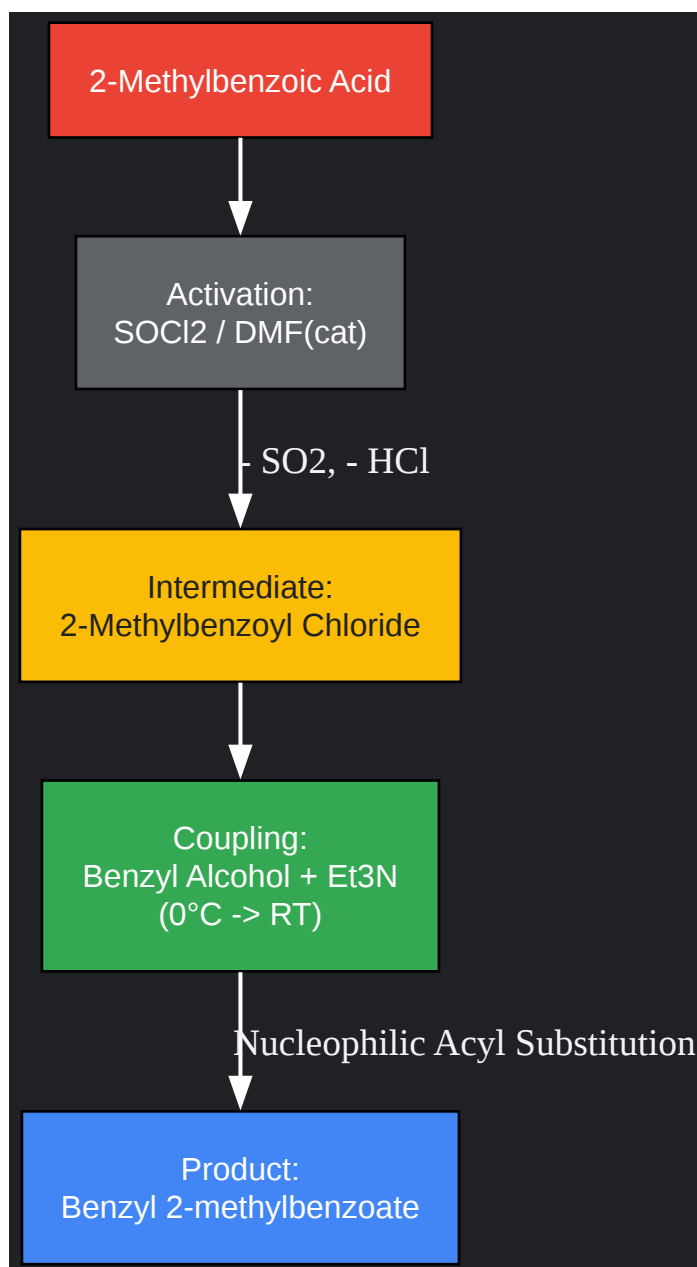 2-Methylbenzoic Acid
Activation:
SOCl2 / DMF(cat)
- SO2, - HCl
Intermediate:
2-Methylbenzoyl Chloride
Coupling:
Benzyl Alcohol + Et3N
(0°C -> RT)
Nucleophilic Acyl Substitution
Product:
Benzyl 2-methylbenzoate